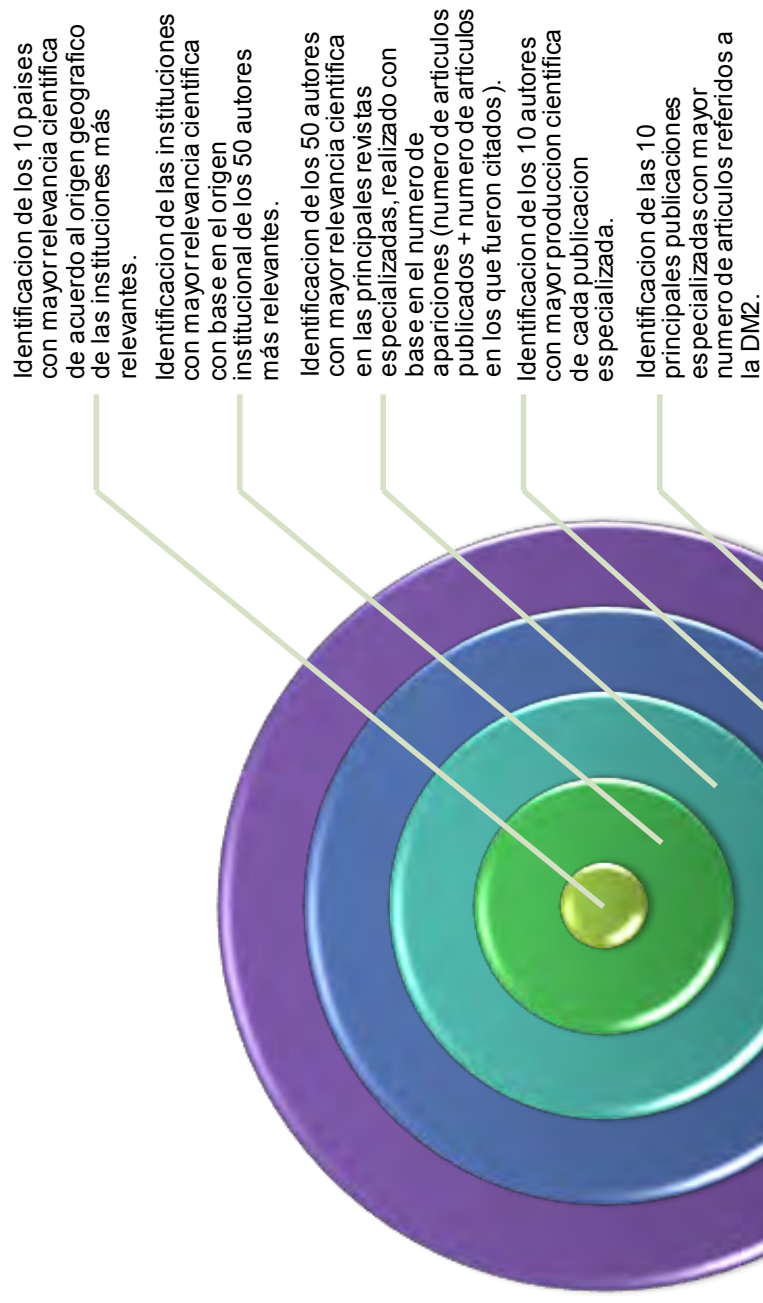 Identificacion de los 10 paises
con mayor relevancia cientifica
de acuerdo al origen geografico
de las instituciones más
relevantes.
Identificacion de las instituciones
con mayor relevancia cientifica
con base en el origen
institucional de los 50 autores
más relevantes.
Identificacion de los 50 autores
con mayor relevancia cientifica
en las principales revistas
especializadas, realizado con
base en el numero de
apariciones (numero de articulos
publicados + numero de articulos
en los que fueron citados).
Identificacion de los 10 autores
con mayor produccion cientifica
de cada publicacion
especializada.
Identificacion de las 10
principales publicaciones
especializadas con mayor
numero de articulos referidos a
la DM2.